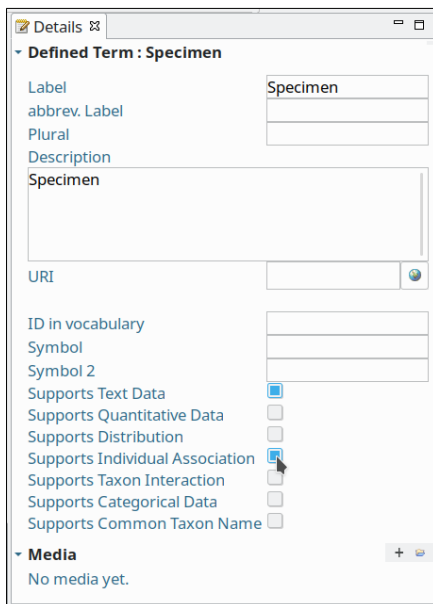 Details
Defined Term : Specimen
Label Specimen
abbrev. Label
Plural
Description
Specimen
URI
ID in vocabulary
Symbol
Symbol 2
Supports Text Data
Supports Quantitative Data
Supports Distribution
Supports Individual Association
Supports Taxon Interaction
Supports Categorical Data
Supports Common Taxon Name
Media
No media yet.